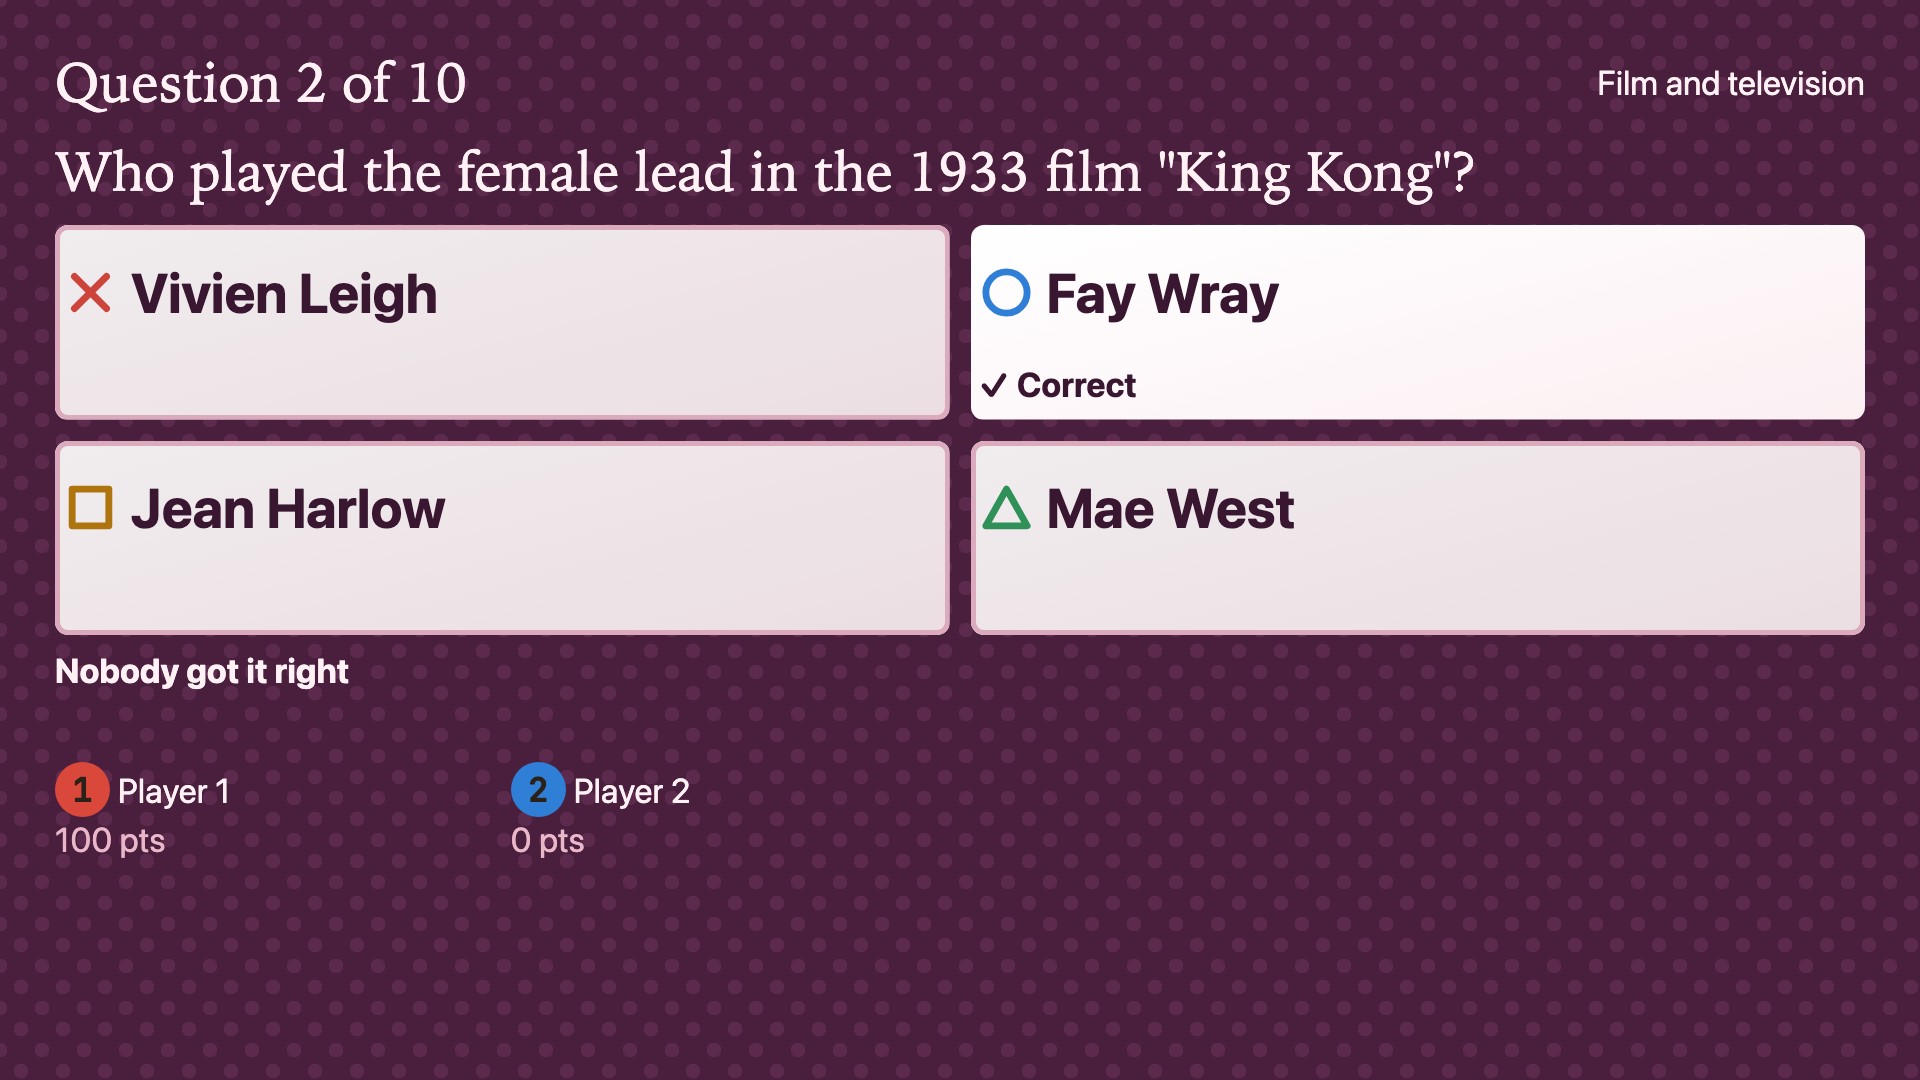 Question 2 of 10
Film and television
Who played the female lead in the 1933 film "King Kong"?
Vivien Leigh
Fay Wray
✓ Correct
Jean Harlow
Mae West
Nobody got it right
1 Player 1
100 pts
2 Player 2
0 pts